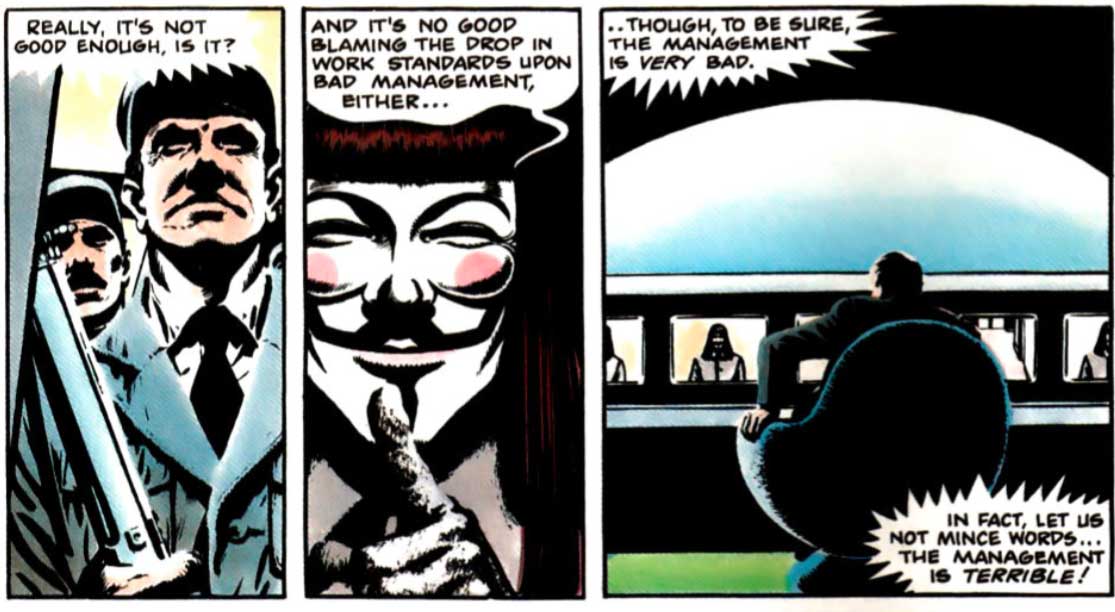 REALLY, IT'S NOT
GOOD ENOUGH, IS IT?
AND IT'S NO GOOD
BLAMING THE DROP IN
WORK STANDARDS UPON
BAD MANAGEMENT,
EITHER...
..THOUGH, TO BE SURE,
THE MANAGEMENT
IS VERY BAD.
IN FACT, LET US
NOT MINCE WORDS...
THE MANAGEMENT
IS TERRIBLE!